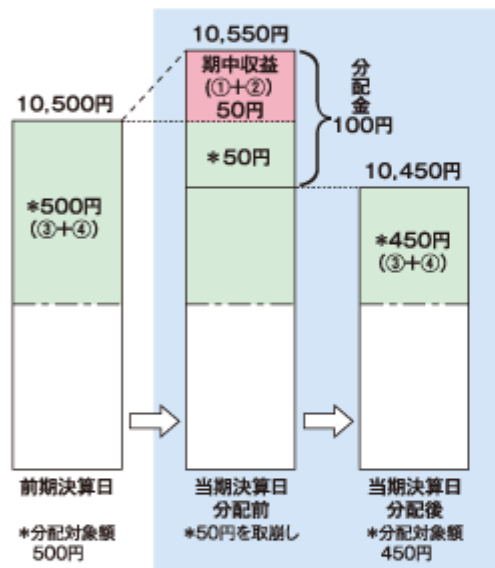 10,500円
*500円
(③+④)
前期決算日
*分配対象額
500円
10,550円
期中収益
(①+②)
50円
*50円
分配金
100円
当期決算日
分配前
*50円を取崩し
10,450円
*450円
(③+④)
当期決算日
分配後
*分配対象額
450円